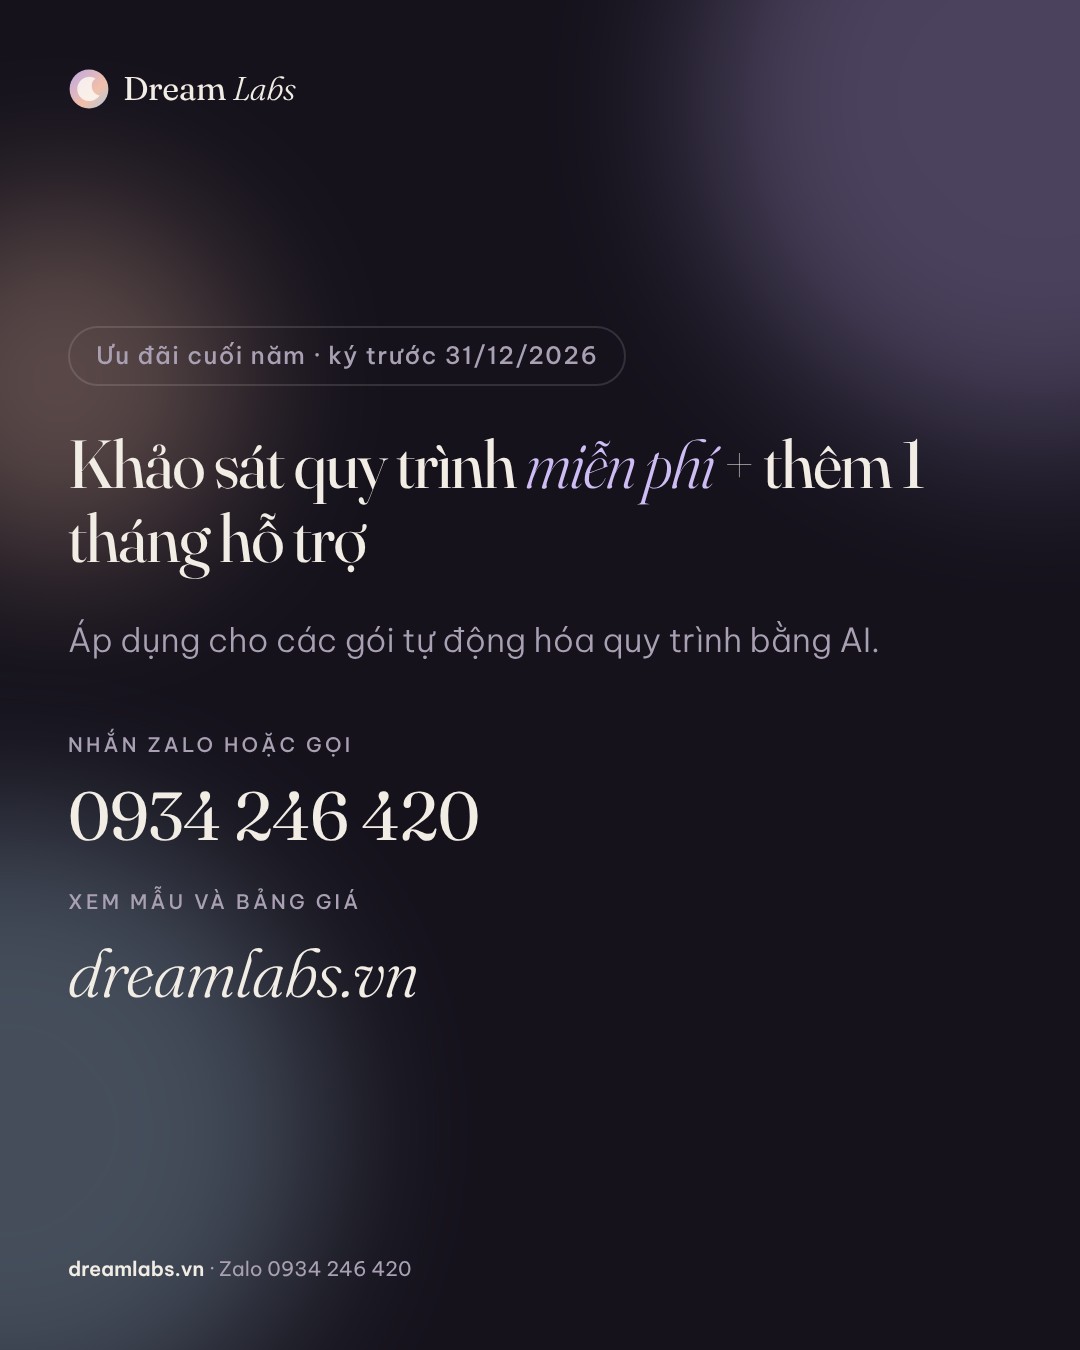 Dream Labs
Ưu đãi cuối năm · ký trước 31/12/2026
Khảo sát quy trình miễn phí + thêm 1
tháng hỗ trợ
Áp dụng cho các gói tự động hóa quy trình bằng AI.
NHẮN ZALO HOẶC GỌI
0934 246 420
XEM MẪU VÀ BẢNG GIÁ
dreamlabs.vn
dreamlabs.vn · Zalo 0934 246 420